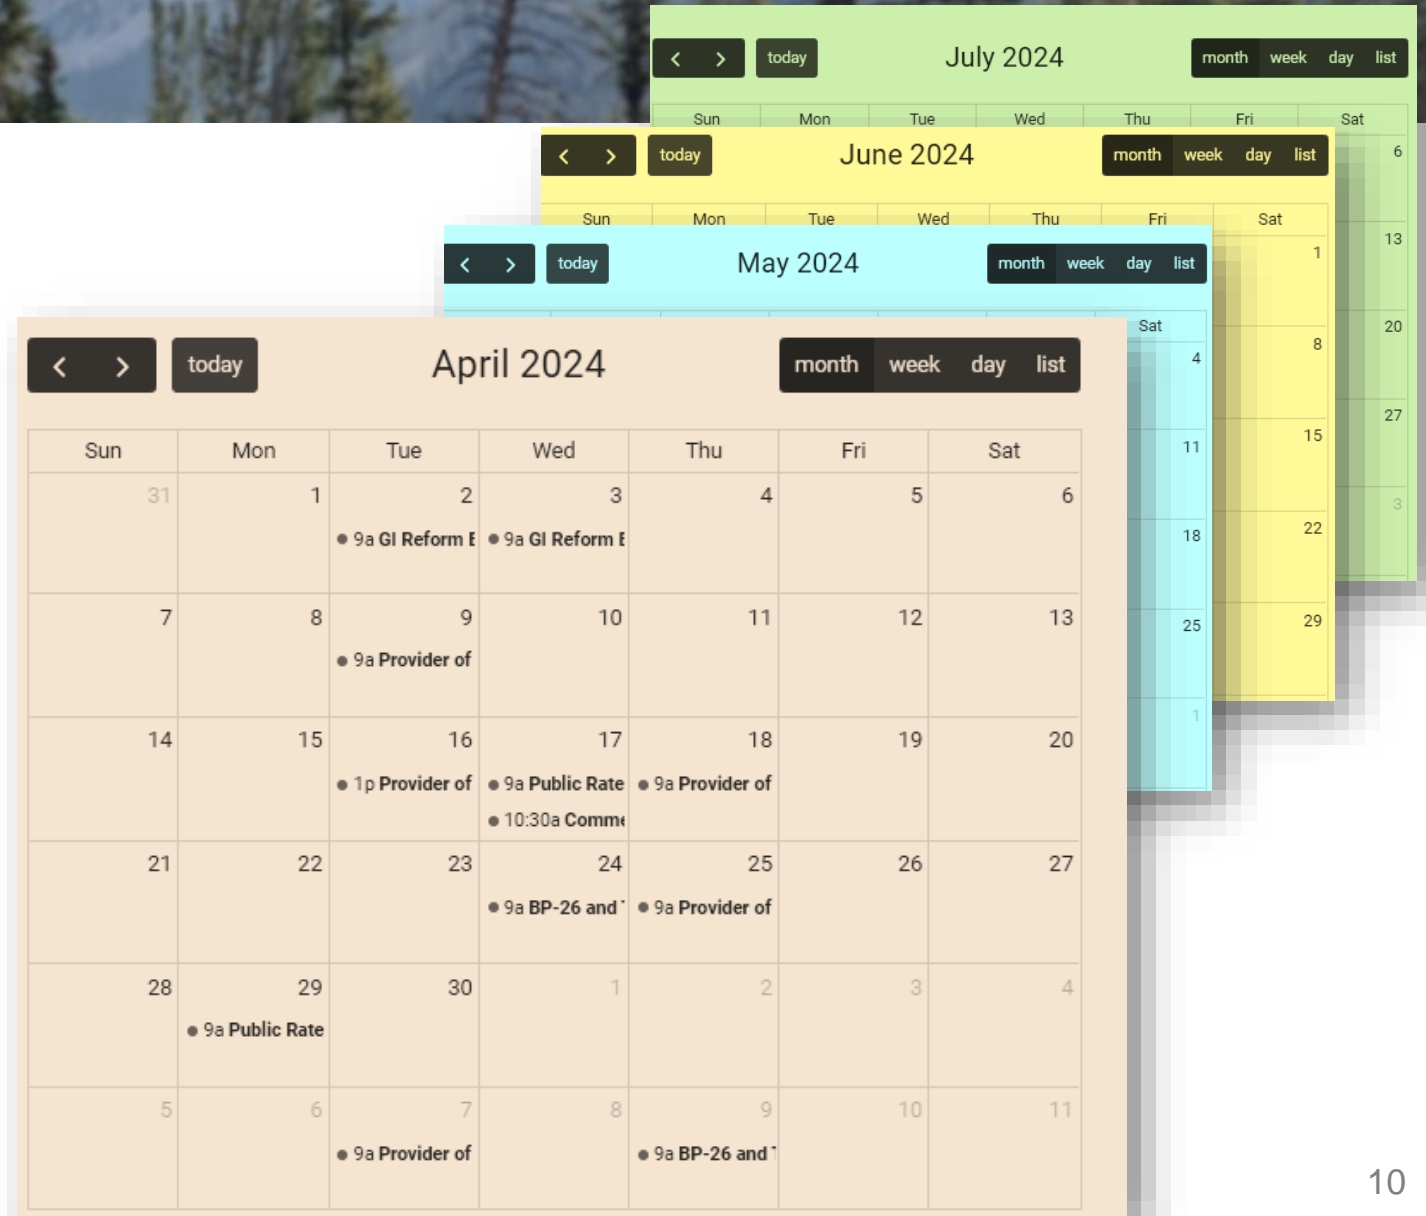 July 2024
today
month week day list
Sun Mon Tue Wed Thu Fri Sat
6
13
20
27
3
June 2024
today
month week day list
Sun Mon Tue Wed Thu Fri Sat
1
8
15
22
29
May 2024
today
month week day list
Sat
4
11
18
25
1
today
April 2024
month week day list
Sun Mon Tue Wed Thu Fri Sat
31 1 2 3 4 5 6
9a GI Reform 9a GI Reform
7 8 9 10 11 12 13
9a Provider of
14 15 16 17 18 19 20
1p Provider of 9a Public Rate 9a Provider of
10:30a
21 22 23 24 25 26 27
9a BP-26 and 9a Provider of
28 29 30 1 2 3 4
9a Public Rate
5 6 7 8 9 10 11
9a Provider of 9a BP-26 and
10